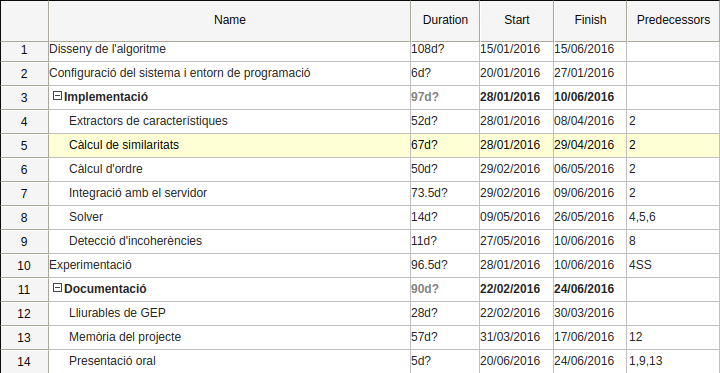 Name Duration Start Finish Predecessors
1 Disseny de l'algoritme 108d? 15/01/2016 15/06/2016
2 Configuració del sistema i entorn de programació 6d? 20/01/2016 27/01/2016
3 Implementació 97d? 28/01/2016 10/06/2016
4 Extractors de característiques 52d? 28/01/2016 08/04/2016 2
5 Càlcul de similaritats 67d? 28/01/2016 29/04/2016 2
6 Càlcul d'ordre 50d? 29/02/2016 06/05/2016 2
7 Integració amb el servidor 73.5d? 29/02/2016 09/06/2016 2
8 Solver 14d? 09/05/2016 26/05/2016 4,5,6
9 Detecció d'incoherències 11d? 27/05/2016 10/06/2016 8
10 Experimentació 96.5d? 28/01/2016 10/06/2016 4SS
11 Documentació 90d? 22/02/2016 24/06/2016
12 Lliurables de GEP 28d? 22/02/2016 30/03/2016
13 Memòria del projecte 57d? 31/03/2016 17/06/2016 12
14 Presentació oral 5d? 20/06/2016 24/06/2016 1,9,13